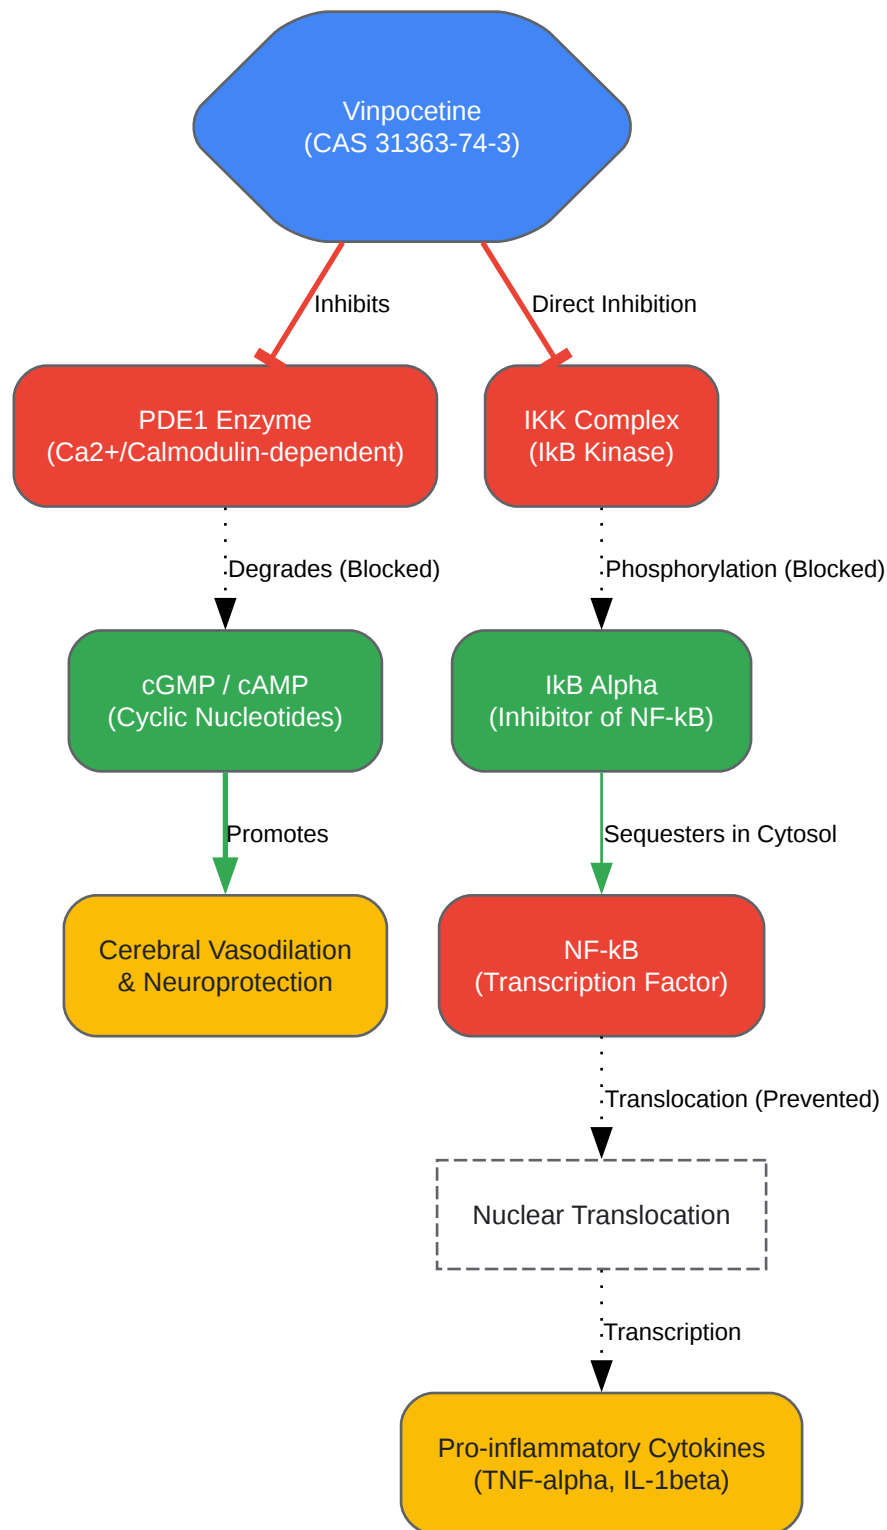 Vinpocetine
(CAS 31363-74-3)
Inhibits
Direct Inhibition
PDE1 Enzyme
(Ca2+/Calmodulin-dependent)
IKK Complex
(IkB Kinase)
Degrades (Blocked)
Phosphorylation (Blocked)
cGMP / cAMP
(Cyclic Nucleotides)
IkB Alpha
(Inhibitor of NF-kB)
Promotes
Sequesters in Cytosol
Cerebral Vasodilation
& Neuroprotection
NF-kB
(Transcription Factor)
Translocation (Prevented)
Nuclear Translocation
Transcription
Pro-inflammatory Cytokines
(TNF-alpha, IL-1beta)